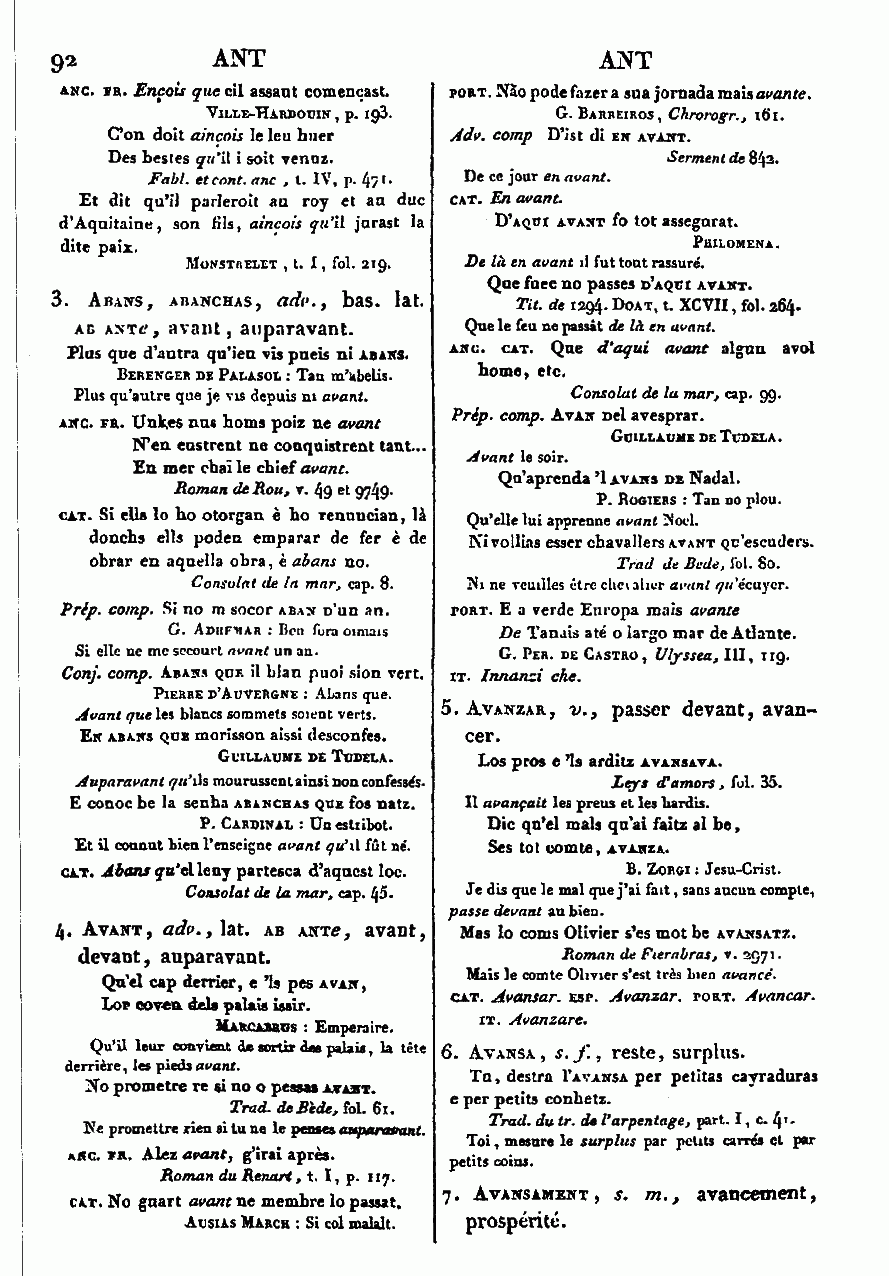 92 ANT ANT
ANC. FR. Ençois que cil assaut començast.
VILLE-HARDOUIN, p. 193.
C'on doit ainçois le leu huer
Des bestes qu'il i soit venuz.
Fabl. et cont. anc , t. IV, p. 471.
Et dit qu'il parleroit au roy et au duc
d'Aquitaine, son fils, ainçois qu'il jurast la
dite paix.
MONSTRELET , t. I, fol. 219.
3. ABANS, ABANCHAS, adv., bas. lat.
AB ANTe, avant, auparavant.
Plus que d'autra qu'ieu vis pueis ni ABANS.
BERENGER DE PALASOL : Tan m'abelis.
Plus qu'autre que je vis depuis ni avant.
ANC. FR. Unkes nus homs poiz ne avant
N'en eustrent ne conquistrent tant...
En mer chaï le chief avant.
Roman de Rou, v. 49 et 9749.
CAT. Si ells lo ho otorgan è ho renuncian, là
donchs ells poden emparar de fer è de
obrar en aquella obra, è abans no.
Consolat de la mar, cap. 8.
Prép. comp. Si no m socor ABAN D'un an.
G. ADHEMAR : Ben fora oimais
Si elle ne me secourt avant un an.
Conj. comp. ABANS QUE il blan puoi sion vert.
PIERRE D'AUVERGNE : Abans que.
Avant que les blancs sommets soient verts.
EN ABANS QUE morisson aissi desconfes.
GUILLAUME DE TUDELA.
Auparavant qu'ils mourussent ainsi non confessés.
E conoc be la senha ABANCHAS QUE fos natz.
P. CARDINAL : Un estribot.
Et il connut bien l'enseigne avant qu'il fût né.
CAT. Abans qu'el leny partesca d'aquest loc.
Consolat de la mar, cap. 45.
4. AVANT, adv., lat. AB ANTe, avant,
devant, auparavant.
Qu'el cap derrier, e 'ls pes AVAN,
Lor coven dels palais issir.
MARCABRUS : Emperaire.
Qu'il leur convient de sortir des palais, la tête
derrière, les pieds avant.
No prometre re si no o pessas AVANT.
Trad. de Bède, fol. 61.
Ne promettre rien si tu ne le penses auparavant.
ANC. FR. Alez avant, g'irai après.
Roman du Renart, t. I, p. 117.
CAT. No guart avant ne membre lo passat.
AUSIAS MARCH : Si col malalt.
PORT. Não pode fazer a sua jornada mais avante.
G. BARREIROS, Chrorogr., 161.
Adv. comp D'ist di EN AVANT.
Serment de 842.
De ce jour en avant.
CAT. En avant.
D'AQUI AVANT fo tot assegurat.
PHILOMENA.
De là en avant il fut tout rassuré.
Que fuec no passes D'AQUI AVANT.
Tit. de 1294. DOAT, t. XCVII, fol. 264.
Que le feu ne passât de là en avant.
ANC. CAT. Que d'aqui avant algun avol
home, etc.
Consolat de la mar, cap. 99.
Prép. comp. AVAN del avesprar.
GUILLAUME DE TUDELA.
Avant le soir.
Qu'aprenda 'l AVANS DE Nadal.
P. ROGIERS : Tan no plou.
Qu'elle lui apprenne avant Noel.
Ni vollias esser chavallers AVANT QU'escuders.
Trad de Bede, fol. 80.
Ni ne veuilles être chevalier avant qu'écuyer.
PORT. E a verde Europa mais avante
De Tanais até o largo mar de Atlante.
G. PER. DE CASTRO, Ulyssea, III, 119.
IT. Innanzi che.
5. AVANZAR, v., passer devant, avan-
cer.
Los pros e 'ls arditz AVANSAVA.
Leys d'amors, fol. 35.
Il avançait les preus et les hardis.
Dic qu'el mals qu'ai faitz al be,
Ses tot comte, AVANZA.
B. ZORGI : Jesu-Crist.
Je dis que le mal que j'ai fait, sans aucun compte,
passe devant au bien.
Mas lo coms Olivier s'es mot be AVANSATZ.
Roman de Fierabras, v. 2971.
Mais le comte Olivier s'est très bien avancé.
CAT. Avansar. ESP. Avanzar. PORT. Avancar.
IT. Avanzare.
6. AVANSA, s. f., reste, surplus.
Tu, destra l'AVANSA per petitas cayraduras
e per petits conhetz.
Trad. du tr. de l'arpentage, part. I, c. 41.
Toi, mesure le surplus par petits carrés et par
petits coins.
7. AVANSAMENT, s. m., avancement,
prospérité.